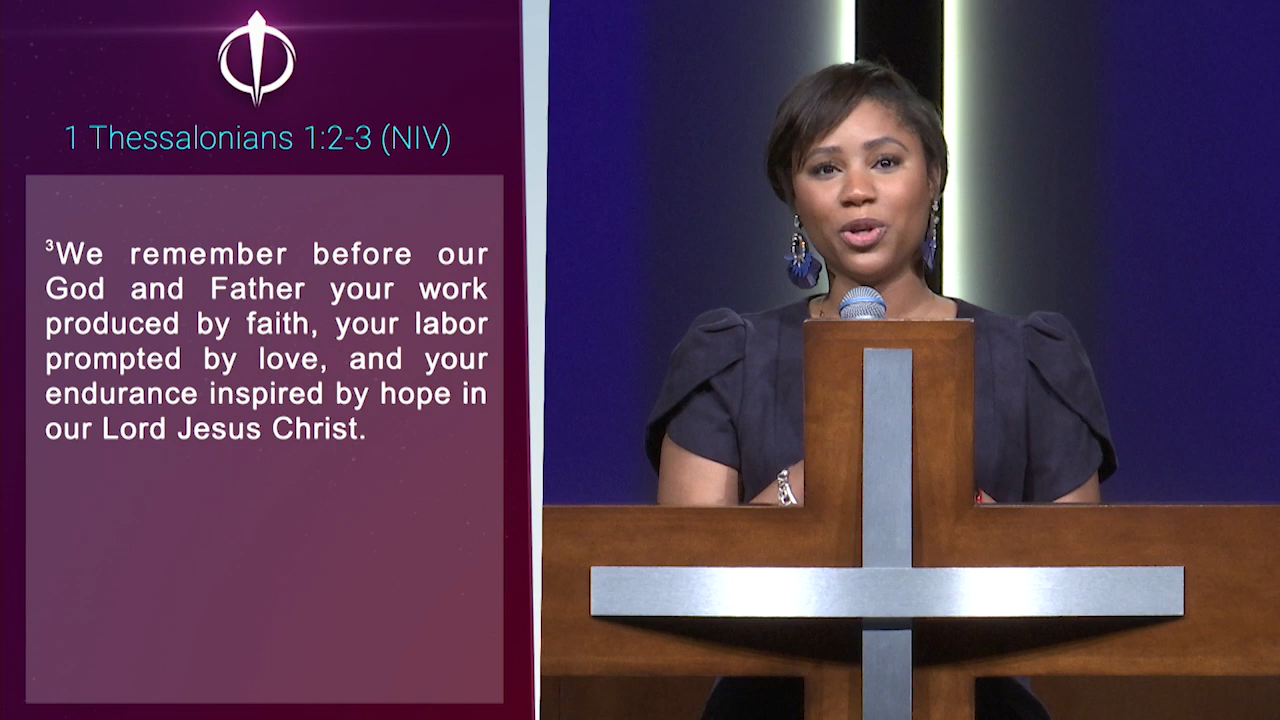 1 Thessalonians 1:2-3 (NIV)
³We remember before our
God and Father your work
produced by faith, your labor
prompted by love, and your
endurance inspired by hope in
our Lord Jesus Christ.